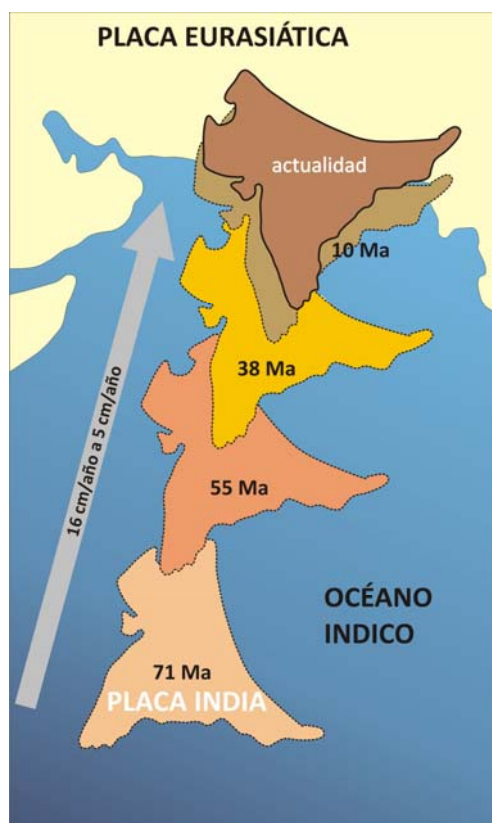 PLACA EURASIÁTICA
actualidad
10 Ma
38 Ma
16 cm/año a 5 cm/año
55 Ma
OCÉANO
INDICO
71 Ma
PLACA INDIA